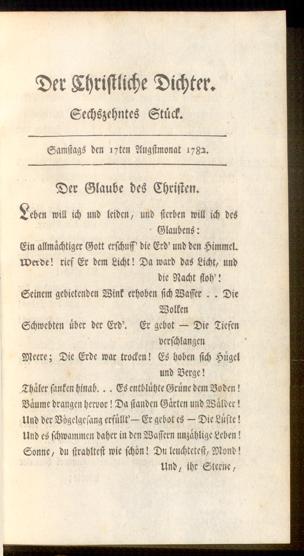 Der Christliche Dichter.
Sechszehntes Stück.
Samstags den 17ten Augstmonat 1782.
Der Glaube des Christen.
Leben will ich und leiden, und sterben will ich des
Glaubens:
Ein allmächtiger Gott erschuff' die Erd' und den Himmel.
Werde! rief Er dem Licht! Da ward das Licht, und
die Nacht floh'!
Seinem gebietenden Wink erhoben sich Wasser . . Die
Wolken
Schwebten über der Erd'. Er gebot — Die Tiefen
verschlangen
Meere; Die Erde war trocken! Es hoben sich Hügel
und Berge!
Thäler sanken hinab. . . Es entblühte Grüne dem Boden!
Bäume drangen hervor! Da standen Gärten und Wälder!
Und der Vögelgesang erfüllt' — Er gebot es — Die Lüfte!
Und es schwammen daher in den Wassern unzählige Leben!
Sonne, du strahltest wie schön! Du leuchtetest, Mond!
Und, ihr Sterne,